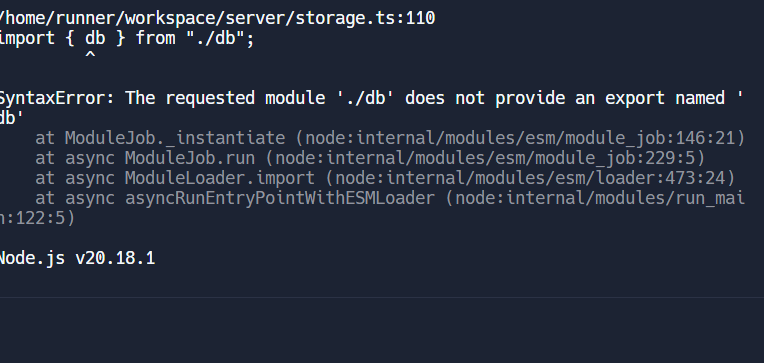 /home/runner/workspace/server/storage.ts:110
import { db } from "./db";
^
SyntaxError: The requested module './db' does not provide an export named '
db'
at ModuleJob._instantiate (node:internal/modules/esm/module_job:146:21)
at async ModuleJob.run (node:internal/modules/esm/module_job:229:5)
at async ModuleLoader.import (node:internal/modules/esm/loader:473:24)
at async asyncRunEntryPointWithESMLoader (node:internal/modules/run_mai
n:122:5)
Node.js v20.18.1